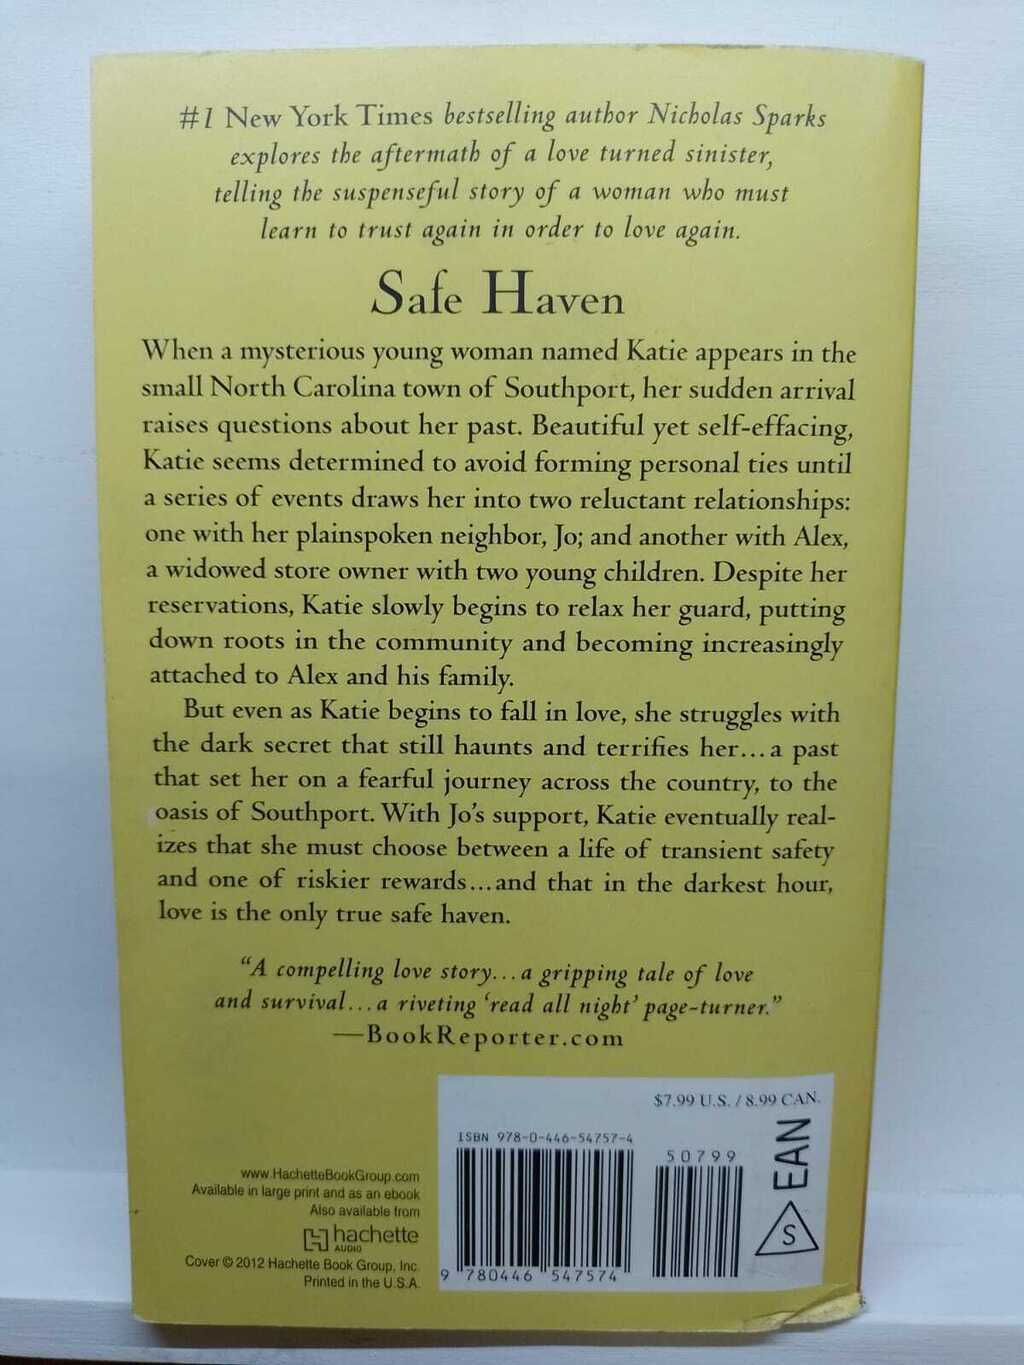 #1 New York Times bestselling author Nicholas Sparks
explores the aftermath of a love turned sinister,
telling the suspenseful story of a woman who must
learn to trust again in order to love again.
Safe Haven
When a mysterious young woman named Katie appears in the
small North Carolina town of Southport, her sudden arrival
raises questions about her past. Beautiful yet self-effacing,
Katie seems determined to avoid forming personal ties until
a series of events draws her into two reluctant relationships:
one with her plainspoken neighbor, Jo; and another with Alex,
a widowed store owner with two young children. Despite her
reservations, Katie slowly begins to relax her guard, putting
down roots in the community and becoming increasingly
attached to Alex and his family.
But even as Katie begins to fall in love, she struggles with
the dark secret that still haunts and terrifies her...a past
that set her on a fearful journey across the country, to the
oasis of Southport. With Jo's support, Katie eventually real-
izes that she must choose between a life of transient safety
and one of riskier rewards...and that in the darkest hour,
love is the only true safe haven.
"A compelling love story...a gripping tale of love
and survival...a riveting 'read all night' page-turner."
—BookReporter.com
$7.99 U.S. / 8.99 CAN.
ISBN 978-0-446-54757-4
50799
EAN
S
9 780446 547574
www.HachetteBookGroup.com
Available in large print and as an ebook
Also available from
hachette
AUDIO
Cover © 2012 Hachette Book Group, Inc.
Printed in the U.S.A.